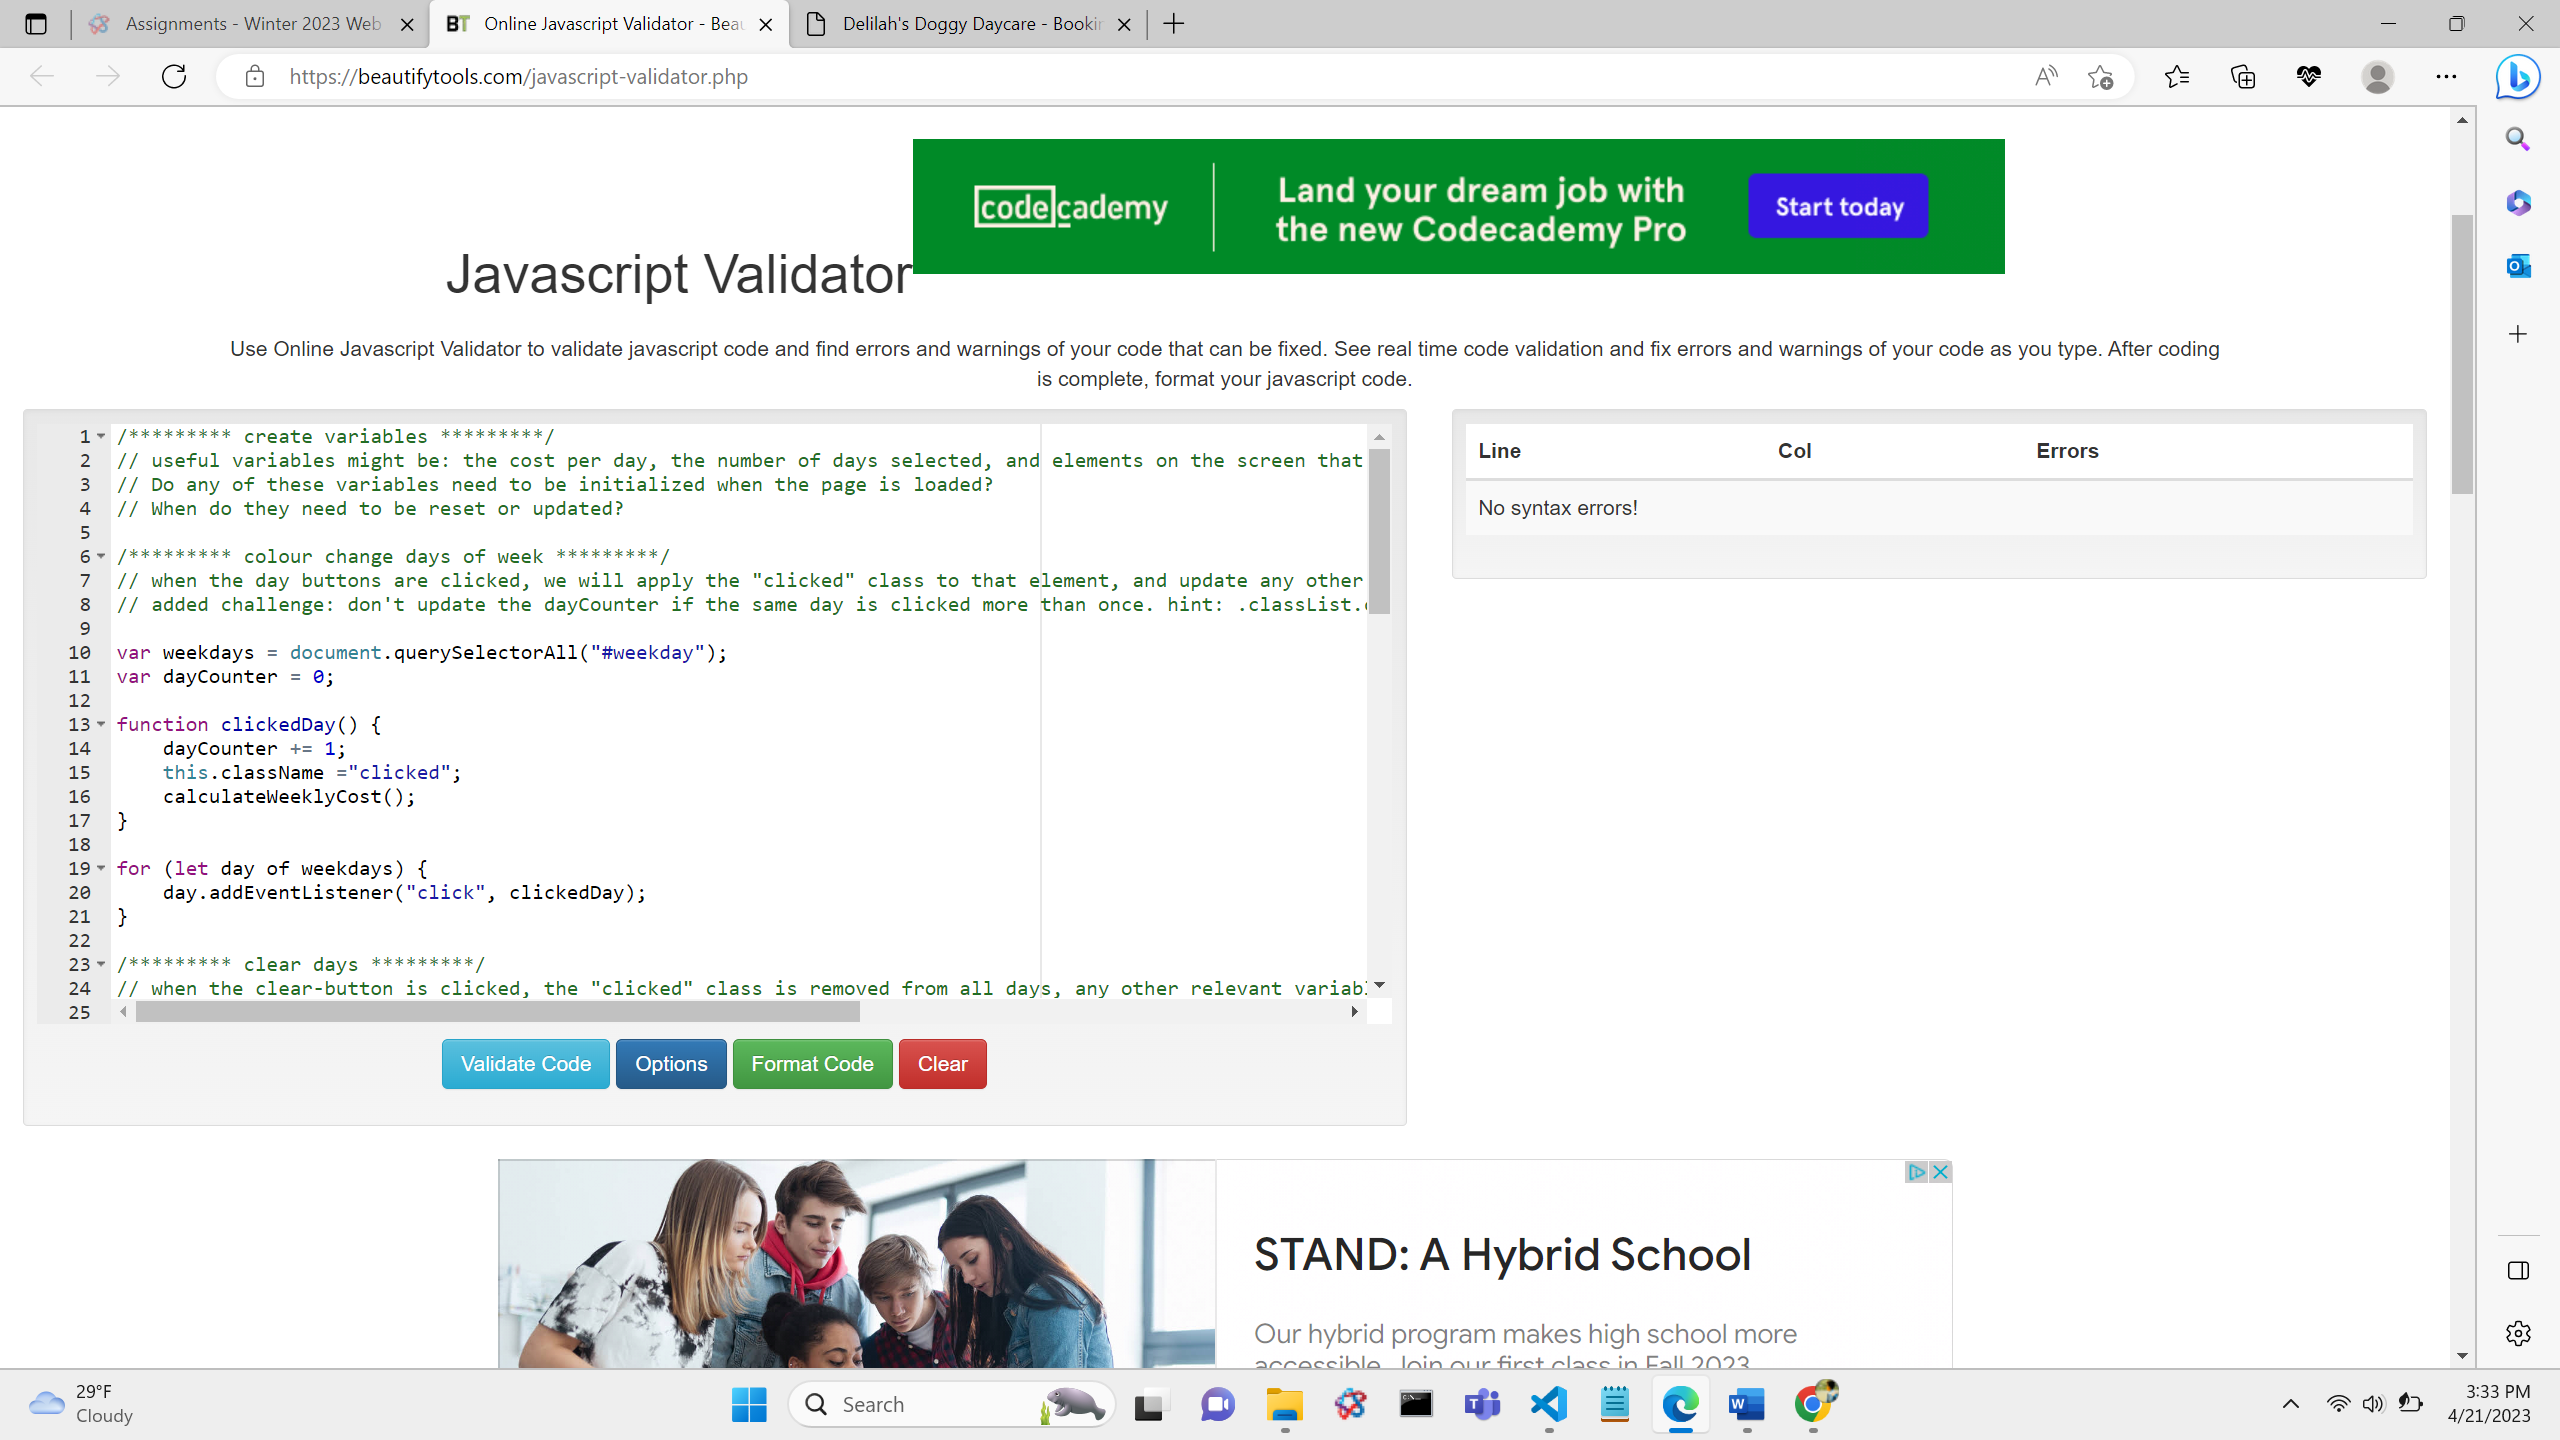 Assignments - Winter 2023 Web
Online Javascript Validator - Beau
Delilah's Doggy Daycare - Bookin
https://beautifytools.com/javascript-validator.php
codecademy
Land your dream job with
the new Codecademy Pro
Start today
Javascript Validator
Use Online Javascript Validator to validate javascript code and find errors and warnings of your code that can be fixed. See real time code validation and fix errors and warnings of your code as you type. After coding
is complete, format your javascript code.
1 /********* create variables *********/
2 // useful variables might be: the cost per day, the number of days selected, and elements on the screen that
3 // Do any of these variables need to be initialized when the page is loaded?
4 // When do they need to be reset or updated?
5
6 /********* colour change days of week *********/
7 // when the day buttons are clicked, we will apply the "clicked" class to that element, and update any other
8 // added challenge: don't update the dayCounter if the same day is clicked more than once. hint: .classList.
9
10 var weekdays = document.querySelectorAll("#weekday");
11 var dayCounter = 0;
12
13 function clickedDay() {
14     dayCounter += 1;
15     this.className ="clicked";
16     calculateWeeklyCost();
17 }
18
19 for (let day of weekdays) {
20     day.addEventListener("click", clickedDay);
21 }
22
23 /********* clear days *********/
24 // when the clear-button is clicked, the "clicked" class is removed from all days, any other relevant variab
25
Validate Code Options Format Code Clear
Line Col Errors
No syntax errors!
STAND: A Hybrid School
Our hybrid program makes high school more
accessible. Join our first class in Fall 2023
29°F
Cloudy
Search
3:33 PM
4/21/2023